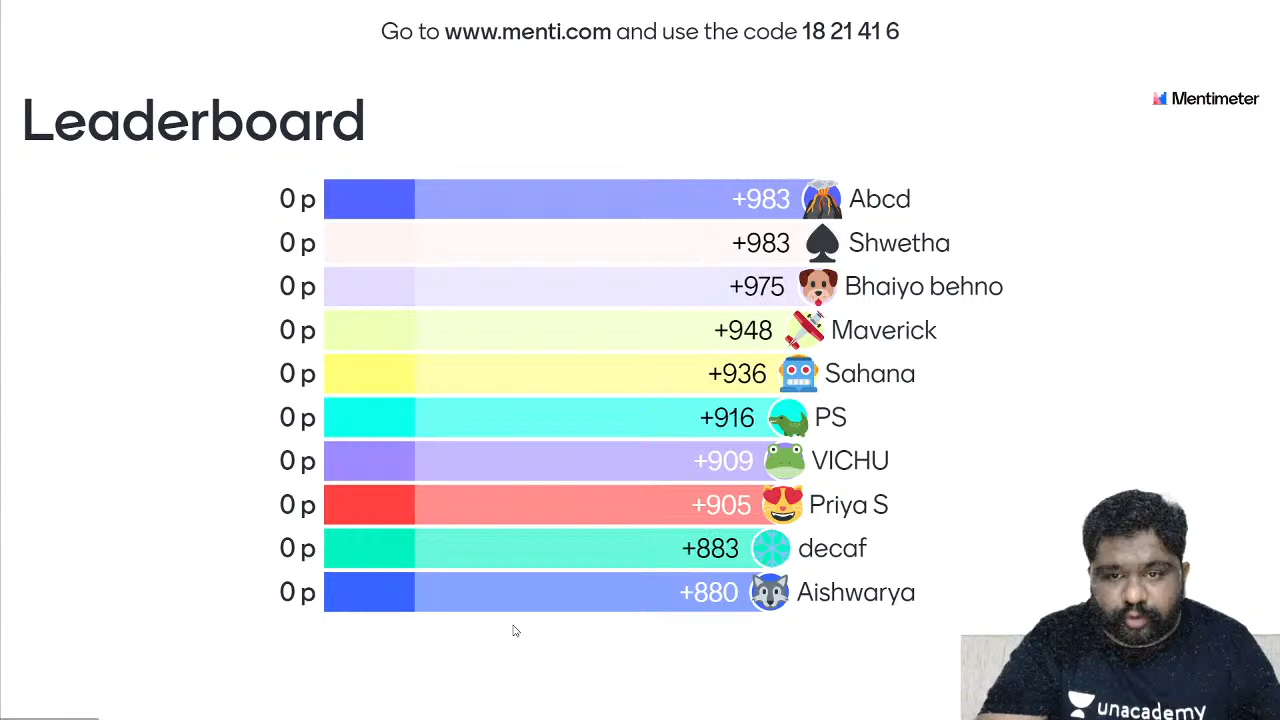 Go to www.menti.com and use the code 18 21 41 6
Leaderboard
Mentimeter
0 p +983 Abcd
0 p +983 Shwetha
0 p +975 Bhaiyo behno
0 p +948 Maverick
0 p +936 Sahana
0 p +916 PS
0 p +909 VICHU
0 p +905 Priya S
0 p +883 decaf
0 p +880 Aishwarya
unacademy